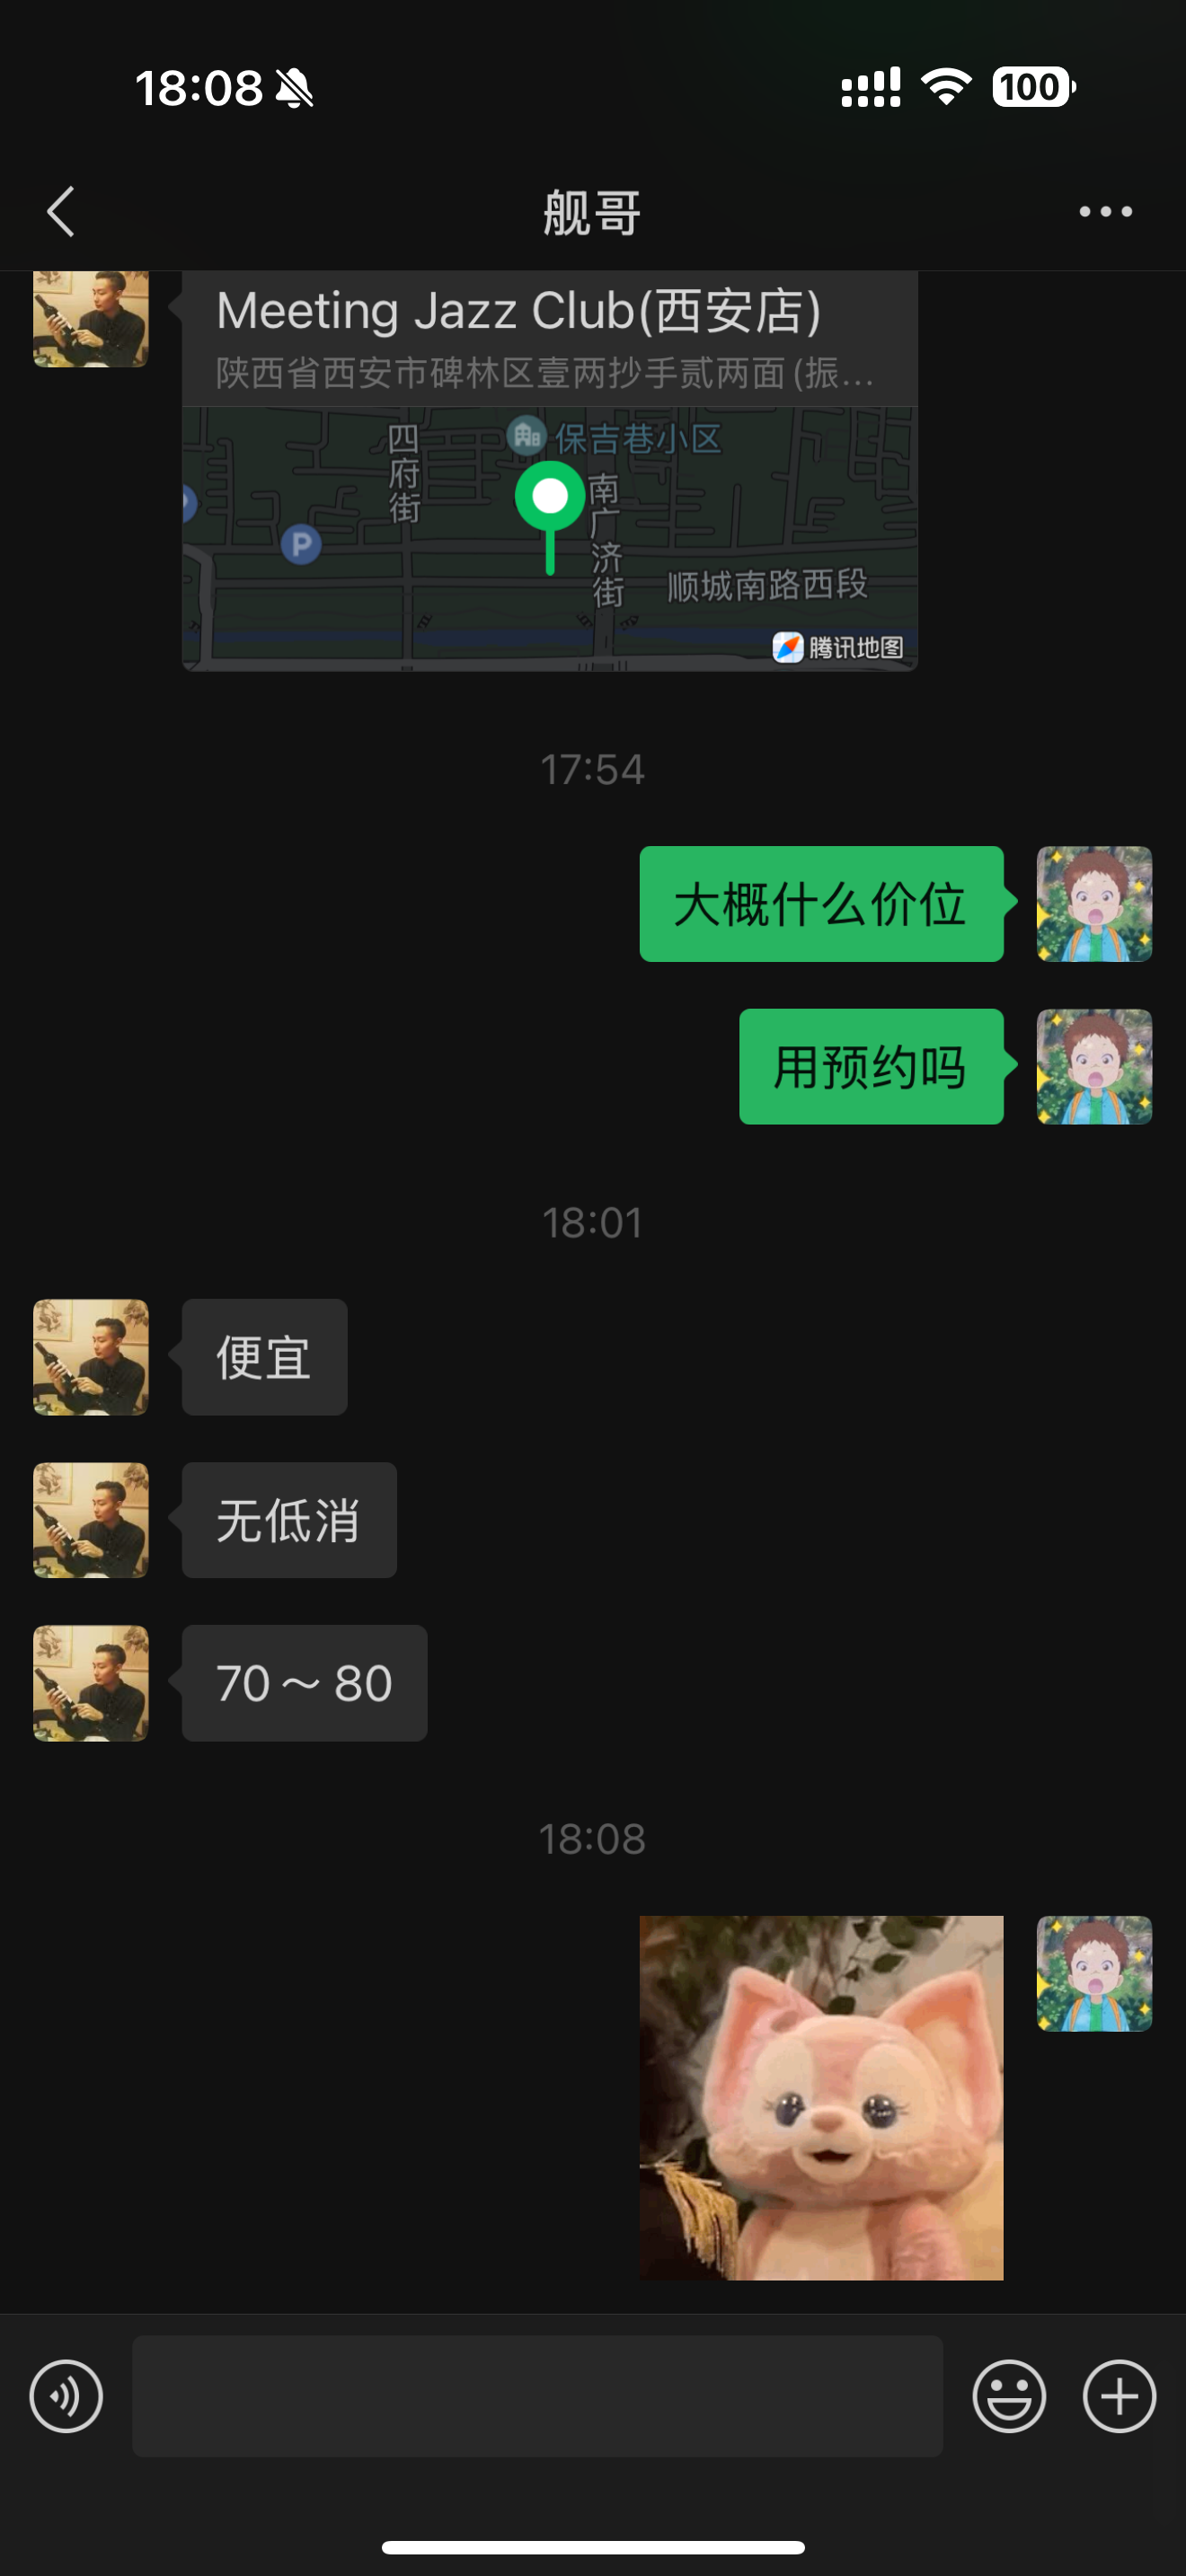 18:08
100
舰哥
Meeting Jazz Club(西安店)
陕西省西安市碑林区壹两抄手贰两面(振...
四府街
保吉巷小区
南广济街
P
顺城南路西段
腾讯地图
17:54
大概什么价位
用预约吗
18:01
便宜
无低消
70～80
18:08